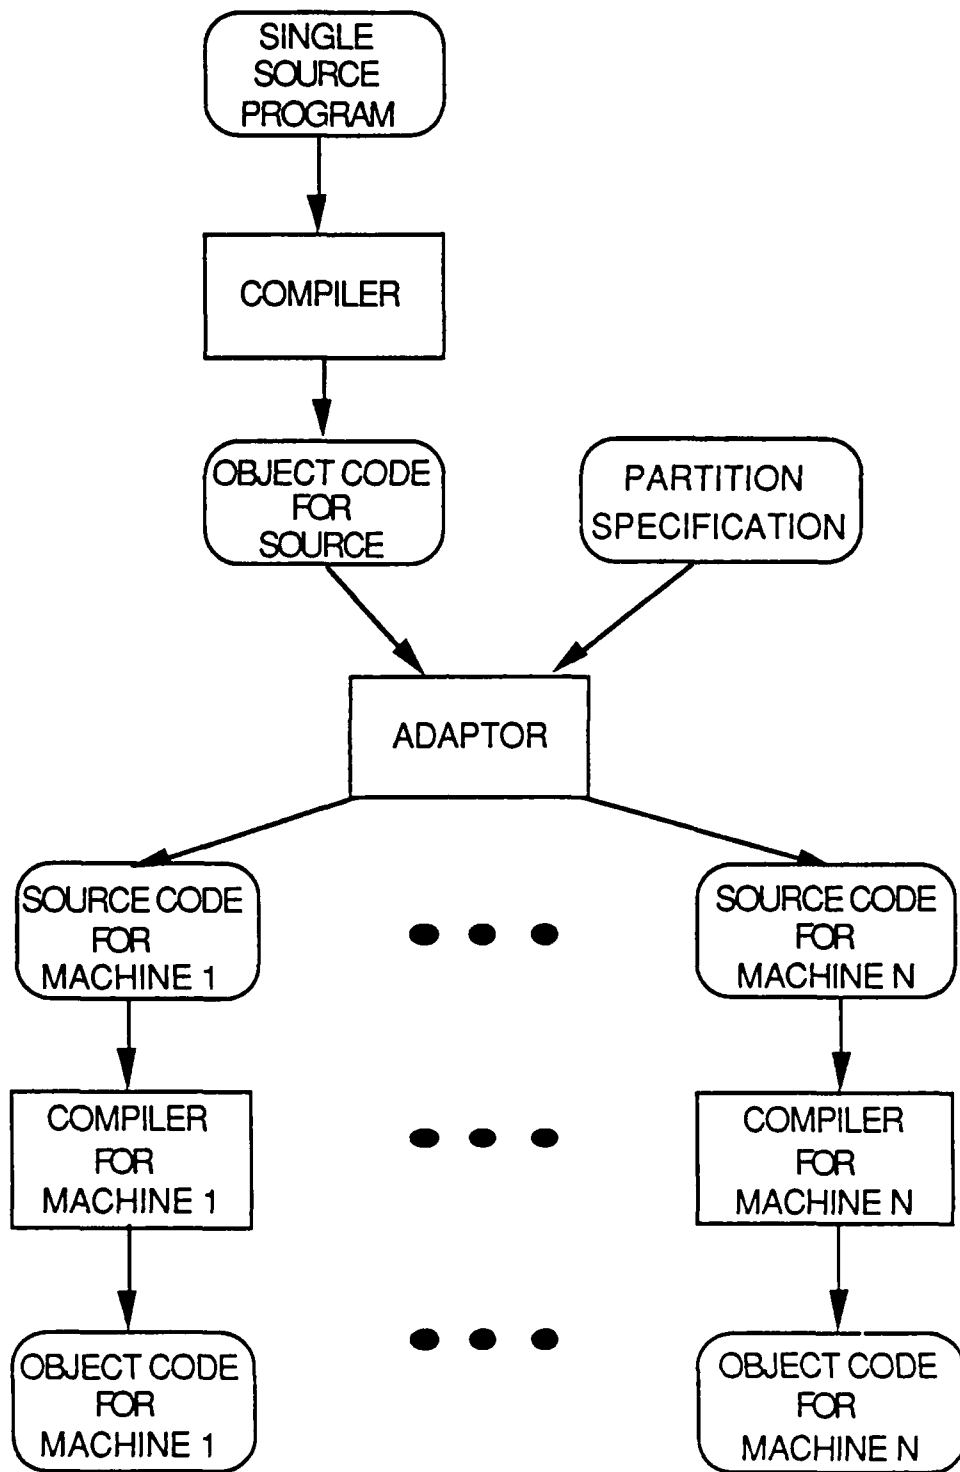 SINGLE
SOURCE
PROGRAM
COMPILER
OBJECT CODE
FOR
SOURCE
PARTITION
SPECIFICATION
ADAPTOR
SOURCE CODE
FOR
MACHINE 1
SOURCE CODE
FOR
MACHINE N
COMPILER
FOR
MACHINE 1
COMPILER
FOR
MACHINE N
OBJECT CODE
FOR
MACHINE 1
OBJECT CODE
FOR
MACHINE N